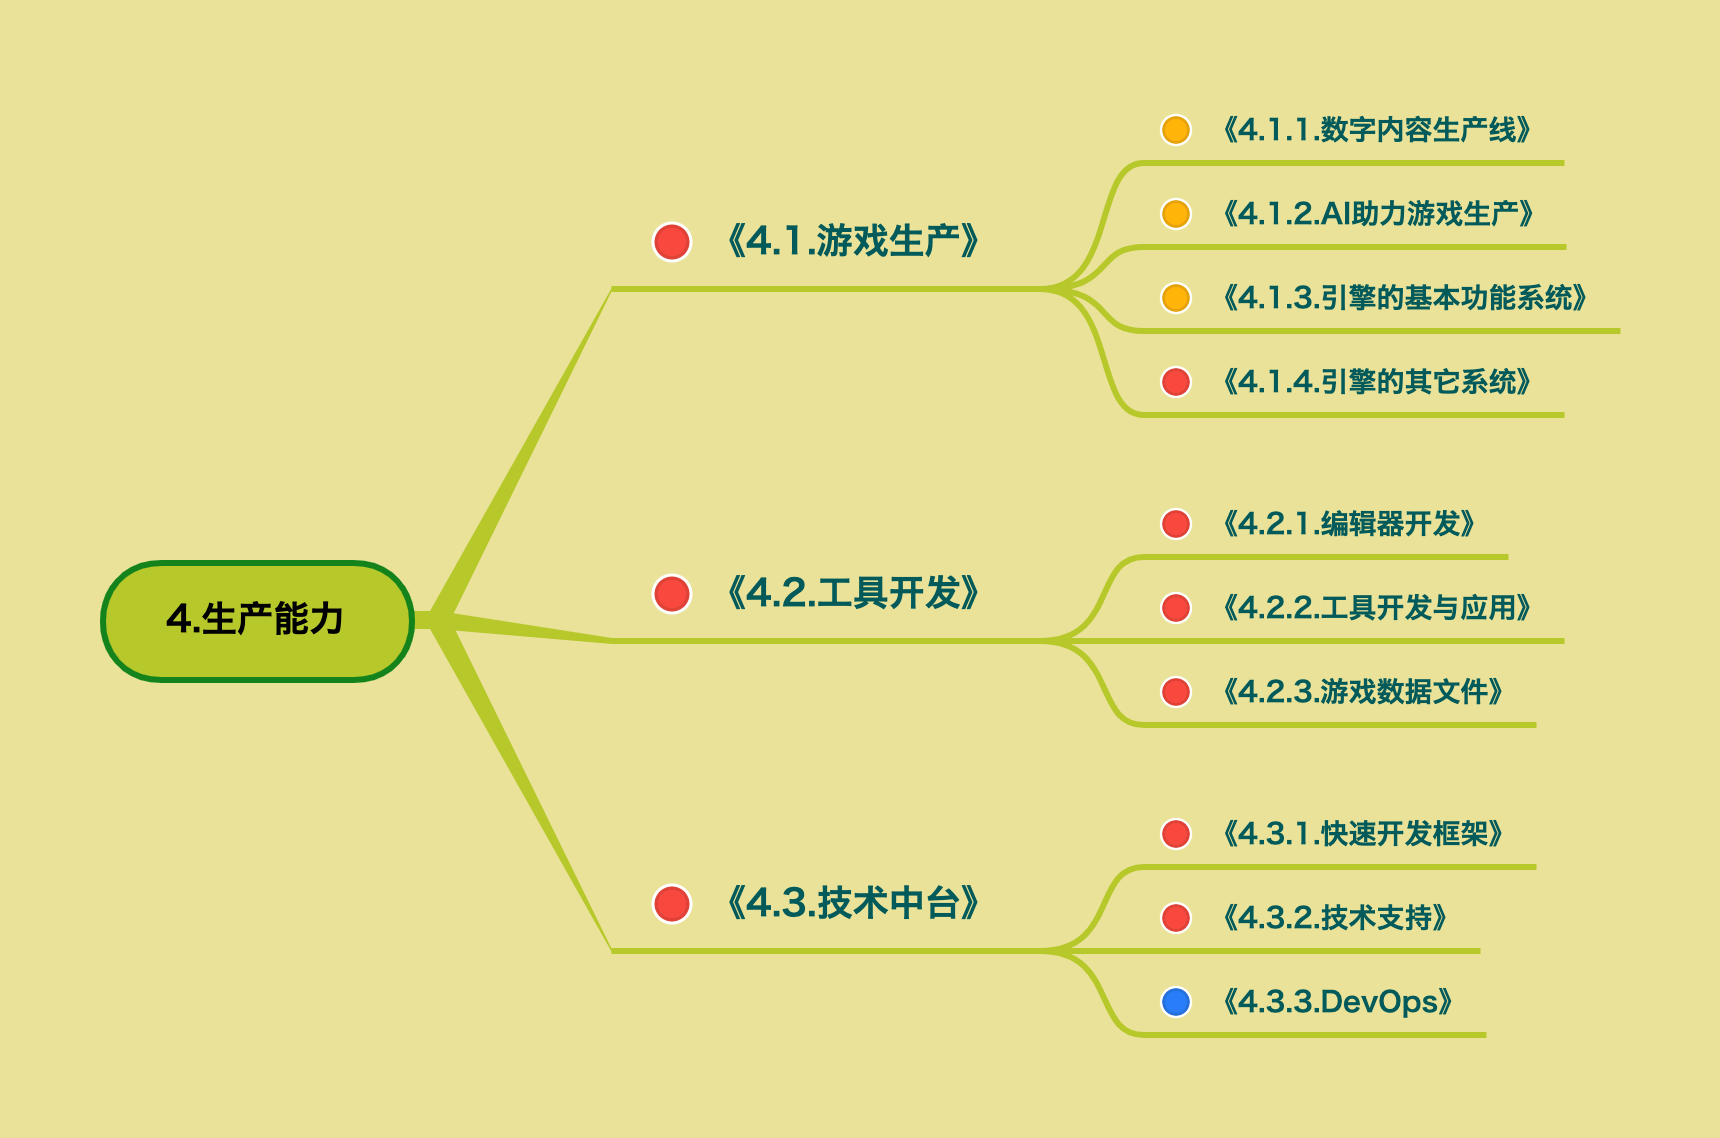 4.生产能力
《4.1.游戏生产》
《4.1.1.数字内容生产线》
《4.1.2.AI助力游戏生产》
《4.1.3.引擎的基本功能系统》
《4.1.4.引擎的其它系统》
《4.2.工具开发》
《4.2.1.编辑器开发》
《4.2.2.工具开发与应用》
《4.2.3.游戏数据文件》
《4.3.技术中台》
《4.3.1.快速开发框架》
《4.3.2.技术支持》
《4.3.3.DevOps》